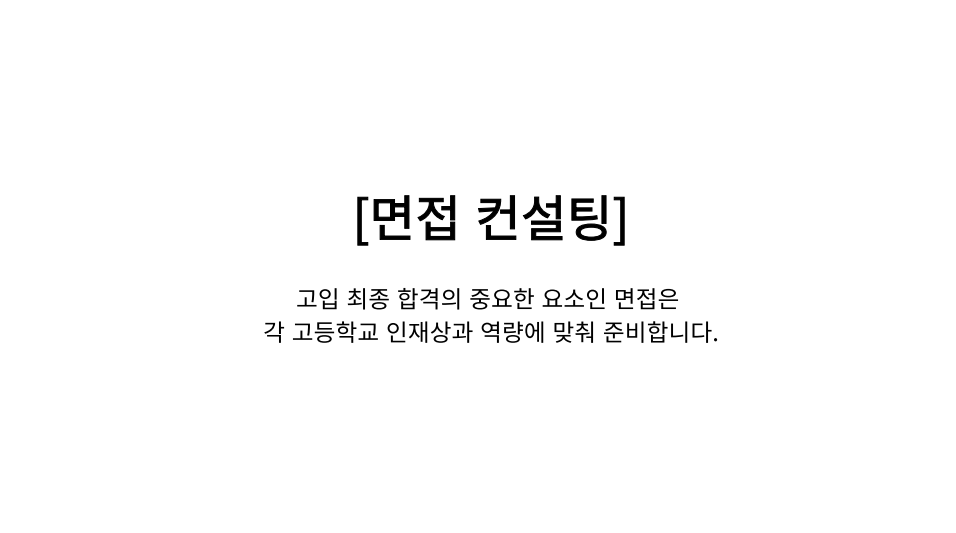 [면접 컨설팅]
고입 최종 합격의 중요한 요소인 면접은
각 고등학교 인재상과 역량에 맞춰 준비합니다.